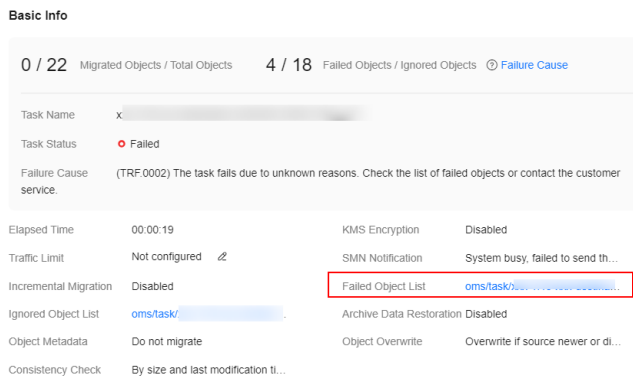 Basic Info
0 / 22 Migrated Objects / Total Objects 4 / 18 Failed Objects / Ignored Objects Failure Cause
Task Name x
Task Status Failed
Failure Cause (TRF.0002) The task fails due to unknown reasons. Check the list of failed objects or contact the customer
service.
Elapsed Time 00:00:19 KMS Encryption Disabled
Traffic Limit Not configured SMN Notification System busy, failed to send th...
Incremental Migration Disabled Failed Object List oms/task/
Ignored Object List oms/task/ Archive Data Restoration Disabled
Object Metadata Do not migrate Object Overwrite Overwrite if source newer or di...
Consistency Check By size and last modification ti...